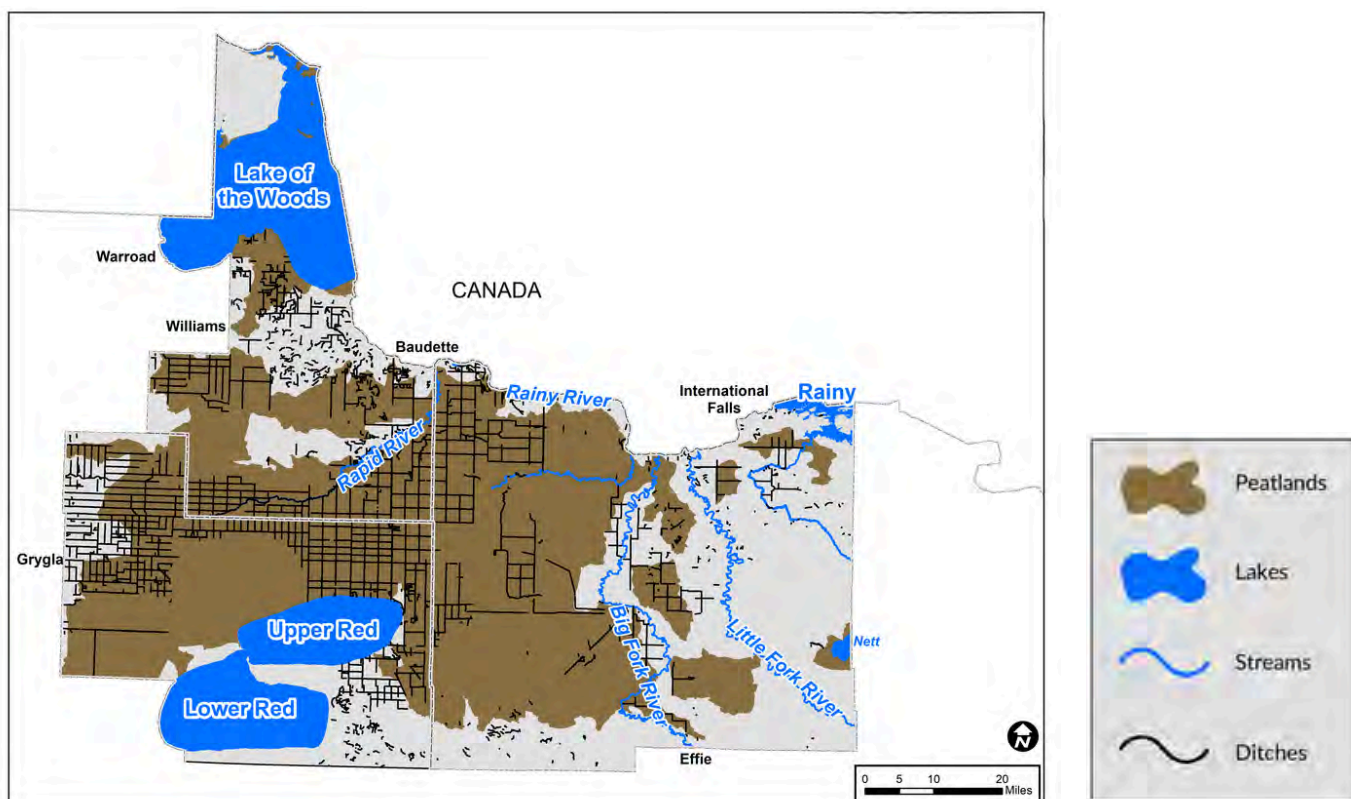 Lake of
the Woods
Warroad
CANADA
Williams
Baudette
Rainy River
International
Falls
Rainy
Rapid River
Grygla
Upper Red
Big Fork River
Little Fork River
Nett
Lower Red
Effie
N
0 5 10 20
Miles
Peatlands
Lakes
Streams
Ditches